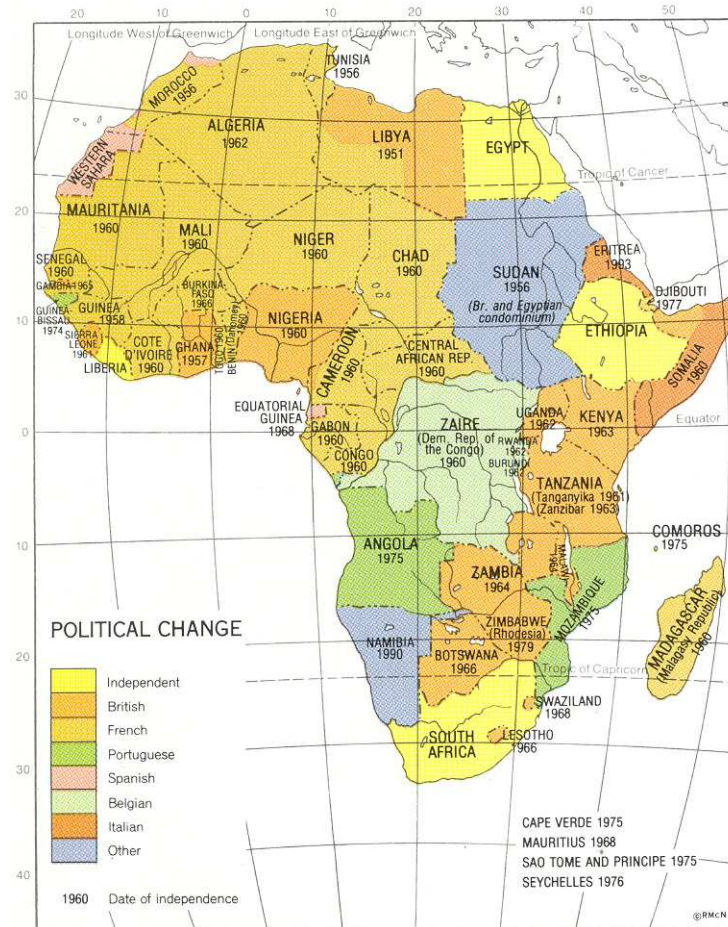 20
10
0
10
20
30
40
50
Longitude West of Greenwich
Longitude East of Greenwich
TUNISIA
1956
MOROCCO
1956
30
ALGERIA
1962
LIBYA
1951
EGYPT
WESTERN
SAHARA
Tropic of Cancer
20
MAURITANIA
1960
MALI
1960
NIGER
1960
CHAD
1960
SUDAN
1956
(Br. and Egyptian
condominium)
ERITREA
1993
DJIBOUTI
1977
SENEGAL
1960
GAMBIA 1965
GUINEA-
BISSAU
1974
GUINEA
1958
BURKINA
FASO
1966
10
SIERRA
LEONE
1961
LIBERIA
COTE
D'IVOIRE
1960
GHANA
1957
TOGO 1960
BENIN (Dahomey)
1960
NIGERIA
1960
CAMEROON
1960
CENTRAL
AFRICAN REP.
1960
ETHIOPIA
SOMALIA
1960
EQUATORIAL
GUINEA
1968
GABON
1960
CONGO
1960
ZAIRE
(Dem. Rep. of
the Congo)
1960
UGANDA
1962
RWANDA
1962
BURUNDI
1962
KENYA
1963
Equator
0
TANZANIA
(Tanganyika 1961)
(Zanzibar 1963)
COMOROS
1975
10
ANGOLA
1975
ZAMBIA
1964
MALAWI
1964
MOZAMBIQUE
1975
MADAGASCAR
(Malagasy Republic)
1960
NAMIBIA
1990
ZIMBABWE
(Rhodesia)
1979
BOTSWANA
1966
20
Tropic of Capricorn
SWAZILAND
1968
SOUTH
AFRICA
LESOTHO
1966
30
40
POLITICAL CHANGE
Independent
British
French
Portuguese
Spanish
Belgian
Italian
Other
1960 Date of independence
CAPE VERDE 1975
MAURITIUS 1968
SAO TOME AND PRINCIPE 1975
SEYCHELLES 1976
©RMcN